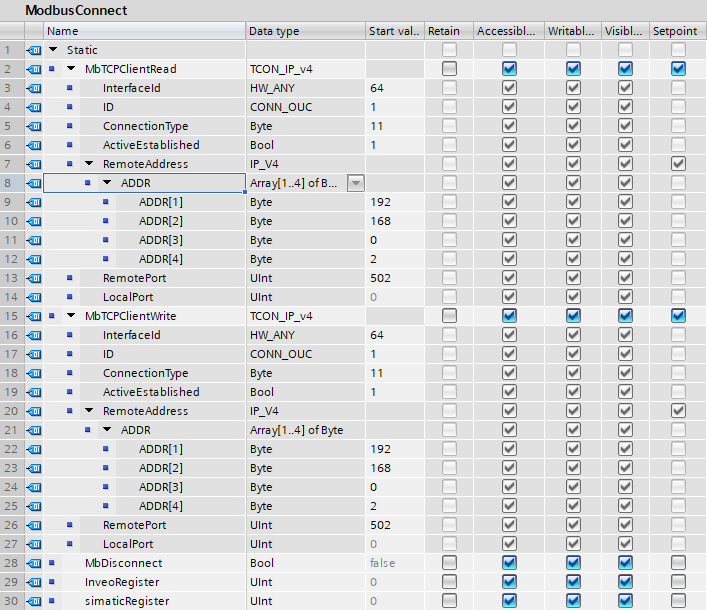 ModbusConnect
Name Data type Start val.. Retain Accessibl... Writabl... Visibl... Setpoint
1 Static
2 MbTCPClientRead TCON_IP_v4
3 InterfaceId HW_ANY 64
4 ID CONN_OUC 1
5 ConnectionType Byte 11
6 ActiveEstablished Bool 1
7 RemoteAddress IP_V4
8 ADDR Array[1..4] of B...
9 ADDR[1] Byte 192
10 ADDR[2] Byte 168
11 ADDR[3] Byte 0
12 ADDR[4] Byte 2
13 RemotePort UInt 502
14 LocalPort UInt 0
15 MbTCPClientWrite TCON_IP_v4
16 InterfaceId HW_ANY 64
17 ID CONN_OUC 1
18 ConnectionType Byte 11
19 ActiveEstablished Bool 1
20 RemoteAddress IP_V4
21 ADDR Array[1..4] of Byte
22 ADDR[1] Byte 192
23 ADDR[2] Byte 168
24 ADDR[3] Byte 0
25 ADDR[4] Byte 2
26 RemotePort UInt 502
27 LocalPort UInt 0
28 MbDisconnect Bool false
29 InveoRegister UInt 0
30 simaticRegister UInt 0